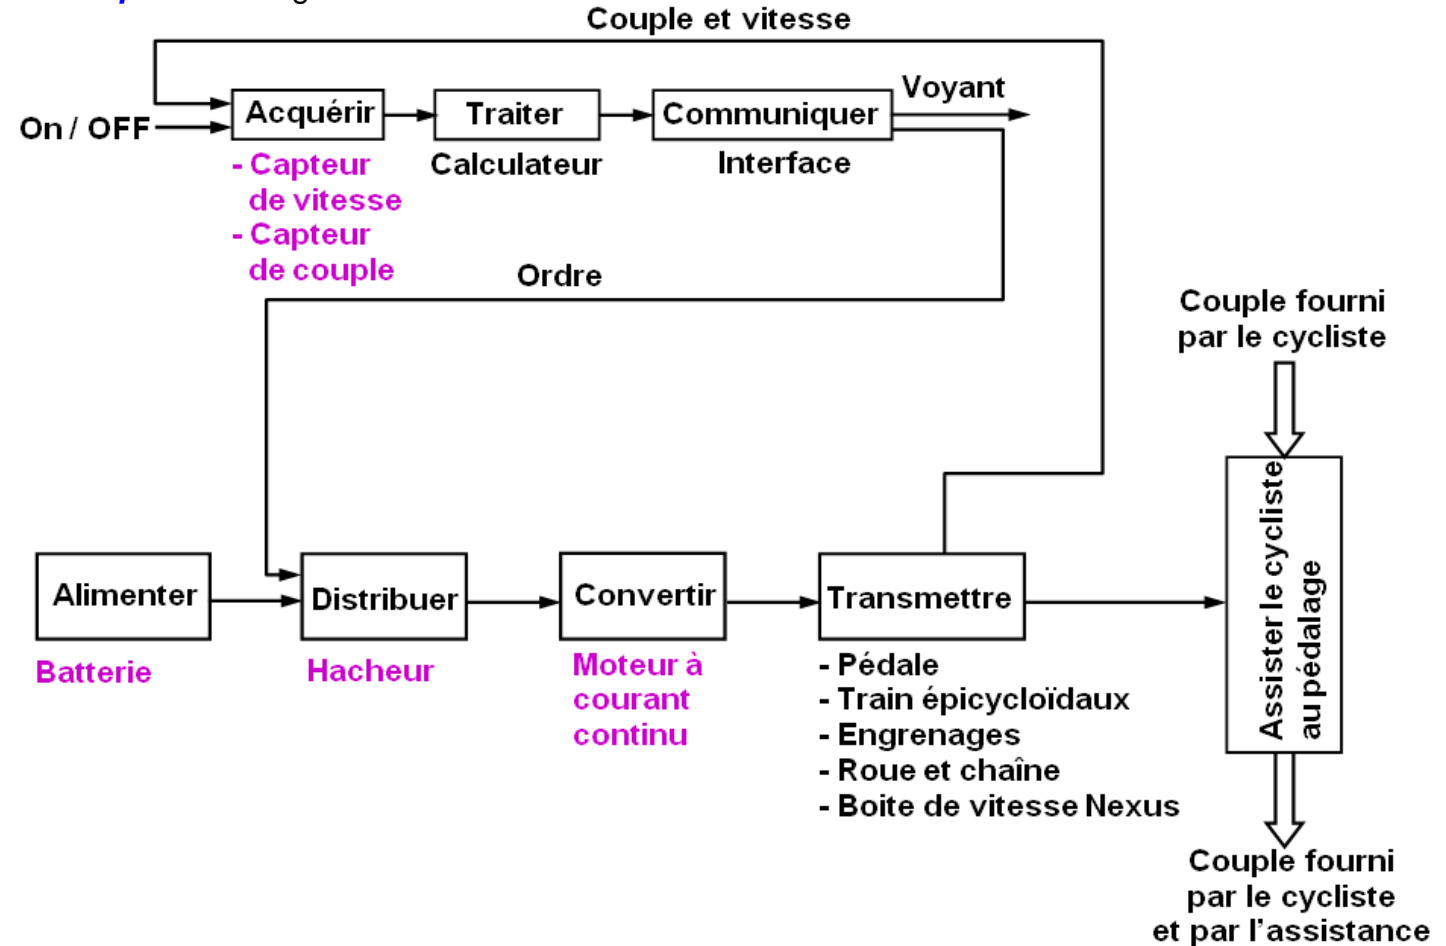 Couple et vitesse
On / OFF
Acquérir
Traiter
Communiquer
Voyant
- Capteur
de vitesse
- Capteur
de couple
Calculateur
Interface
Ordre
Couple fourni
par le cycliste
Assister le cycliste
au pédalage
Alimenter
Distribuer
Convertir
Transmettre
Batterie
Hacheur
Moteur à
courant
continu
- Pédale
- Train épicycloïdaux
- Engrenages
- Roue et chaîne
- Boite de vitesse Nexus
Couple fourni
par le cycliste
et par l'assistance